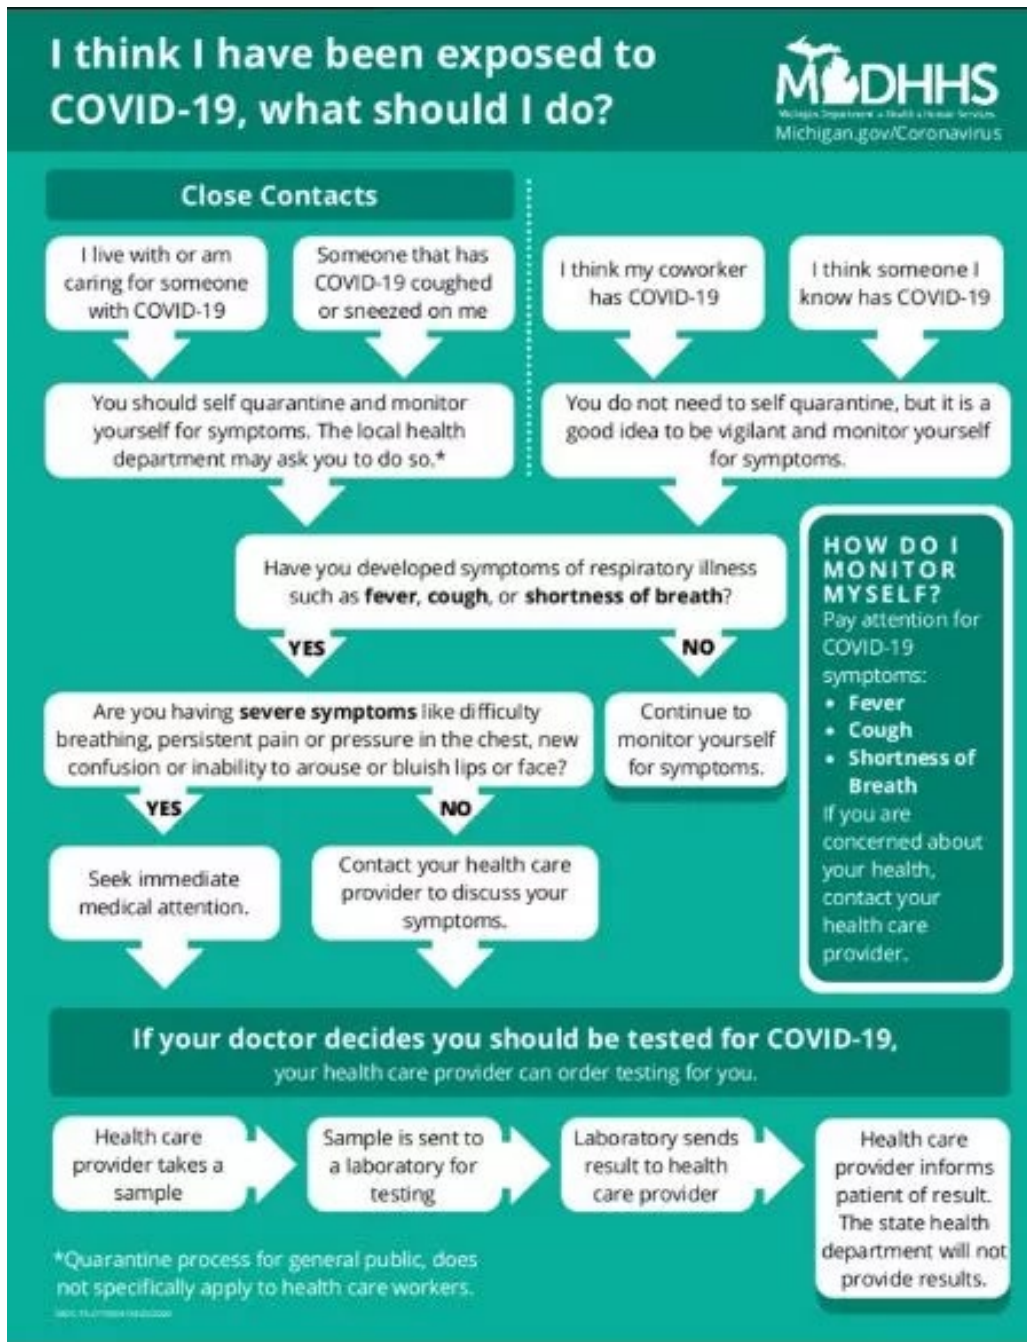 I think I have been exposed to
COVID-19, what should I do?
MDHHS
Michigan Department of Health & Human Services
Michigan.gov/Coronavirus
Close Contacts
I live with or am
caring for someone
with COVID-19
Someone that has
COVID-19 coughed
or sneezed on me
I think my coworker
has COVID-19
I think someone I
know has COVID-19
You should self quarantine and monitor
yourself for symptoms. The local health
department may ask you to do so.*
You do not need to self quarantine, but it is a
good idea to be vigilant and monitor yourself
for symptoms.
Have you developed symptoms of respiratory illness
such as fever, cough, or shortness of breath?
YES
NO
Are you having severe symptoms like difficulty
breathing, persistent pain or pressure in the chest, new
confusion or inability to arouse or bluish lips or face?
Continue to
monitor yourself
for symptoms.
YES
NO
Seek immediate
medical attention.
Contact your health care
provider to discuss your
symptoms.
HOW DO I
MONITOR
MYSELF?
Pay attention for
COVID-19
symptoms:
• Fever
• Cough
• Shortness of
Breath
If you are
concerned about
your health,
contact your
health care
provider.
If your doctor decides you should be tested for COVID-19,
your health care provider can order testing for you.
Health care
provider takes a
sample
Sample is sent to
a laboratory for
testing
Laboratory sends
result to health
care provider
Health care
provider informs
patient of result.
The state health
department will not
provide results.
*Quarantine process for general public, does
not specifically apply to health care workers.